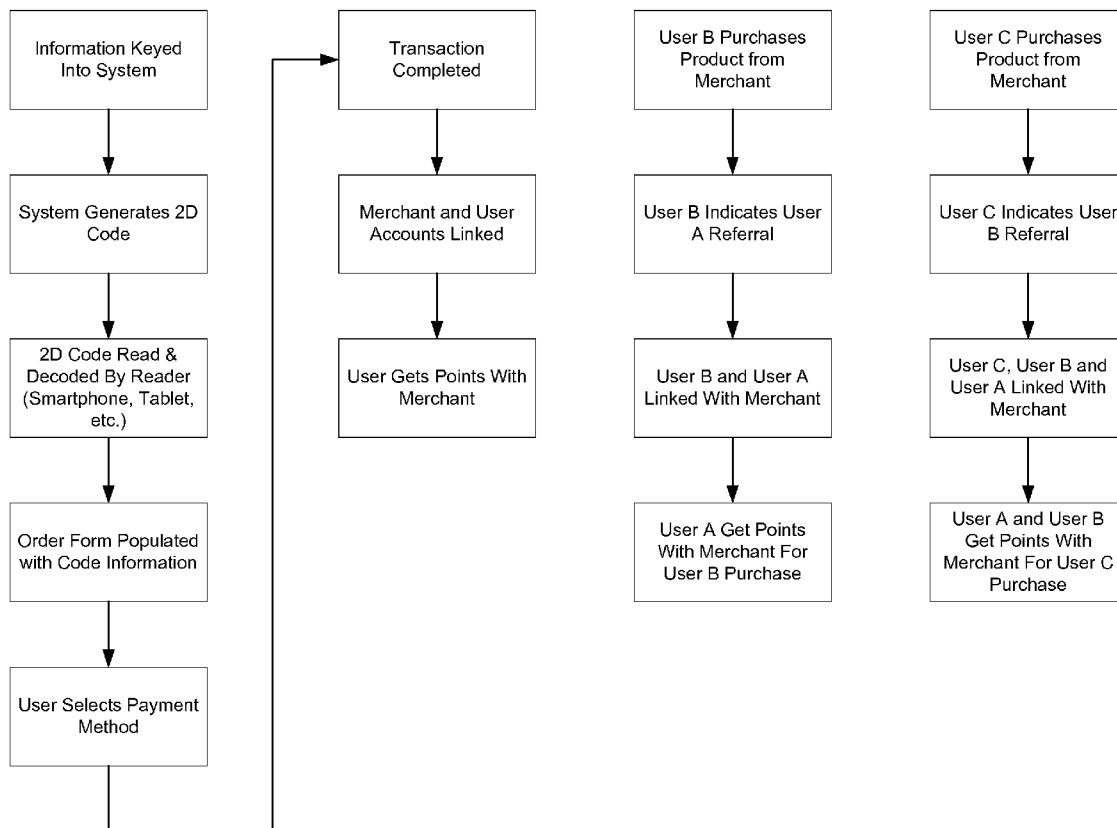 Information Keyed
Into System
System Generates 2D
Code
2D Code Read &
Decoded By Reader
(Smartphone, Tablet,
etc.)
Order Form Populated
with Code Information
User Selects Payment
Method
Transaction
Completed
Merchant and User
Accounts Linked
User Gets Points With
Merchant
User B Purchases
Product from
Merchant
User B Indicates User
A Referral
User B and User A
Linked With Merchant
User A Get Points
With Merchant For
User B Purchase
User C Purchases
Product from
Merchant
User C Indicates User
B Referral
User C, User B and
User A Linked With
Merchant
User A and User B
Get Points With
Merchant For User C
Purchase